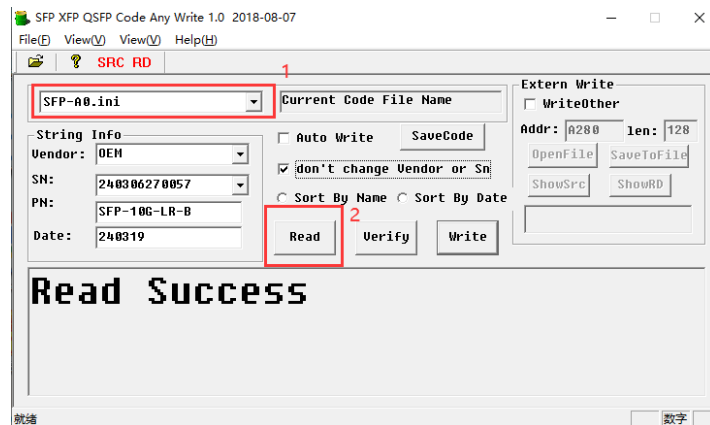 SFP XFP QSFP Code Any Write 1.0 2018-08-07
File(F) View(V) View(V) Help(H)
SRC RD
1
SFP-A0.ini
Current Code File Name
Extern Write
WriteOther
Addr: A280 len: 128
OpenFile SaveToFile
ShowSrc ShowRD
String Info
Vendor: OEM
SN: 240306270057
PN: SFP-10G-LR-B
Date: 240319
Auto Write SaveCode
don't change Vendor or Sn
Sort By Name Sort By Date
2
Read Verify Write
Read Success
就绪 数字